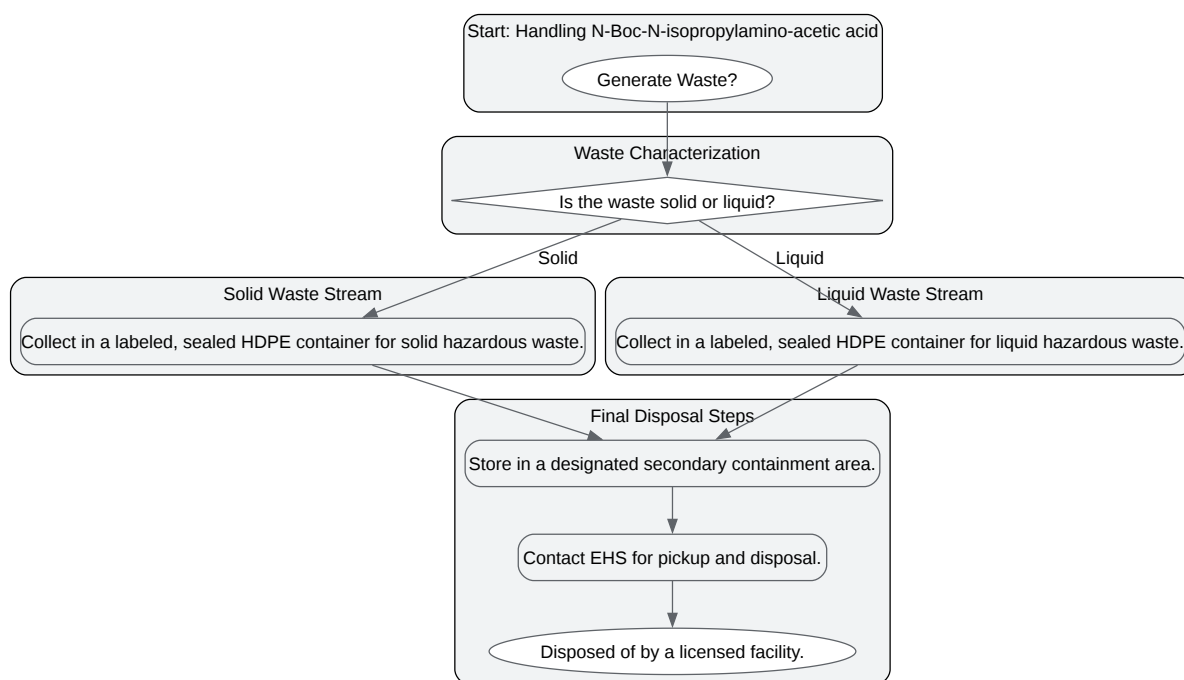 Start: Handling N-Boc-N-isopropylamino-acetic acid
Generate Waste?
Waste Characterization
Is the waste solid or liquid?
Solid
Liquid
Solid Waste Stream
Liquid Waste Stream
Collect in a labeled, sealed HDPE container for solid hazardous waste.
Collect in a labeled, sealed HDPE container for liquid hazardous waste.
Final Disposal Steps
Store in a designated secondary containment area.
Contact EHS for pickup and disposal.
Disposed of by a licensed facility.